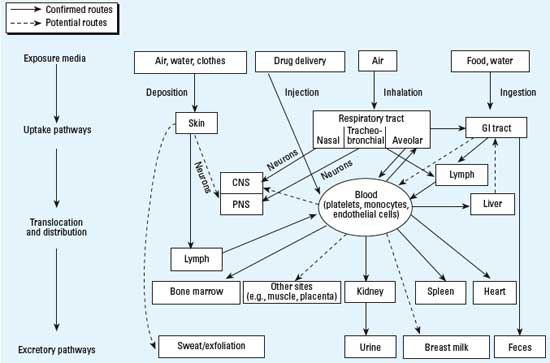 Confirmed routes
Potential routes
Exposure media
Air, water, clothes
Drug delivery
Air
Food, water
Deposition
Injection
Inhalation
Ingestion
Uptake pathways
Skin
Respiratory tract
Nasal
Tracheo-
bronchial
Aveolar
GI tract
Neurons
Neurons
Neurons
CNS
PNS
Lymph
Blood
(platelets, monocytes,
endothelial cells)
Liver
Translocation
and distribution
Lymph
Bone marrow
Other sites
(e.g., muscle, placenta)
Kidney
Spleen
Heart
Excretory pathways
Sweat/exfoliation
Urine
Breast milk
Feces